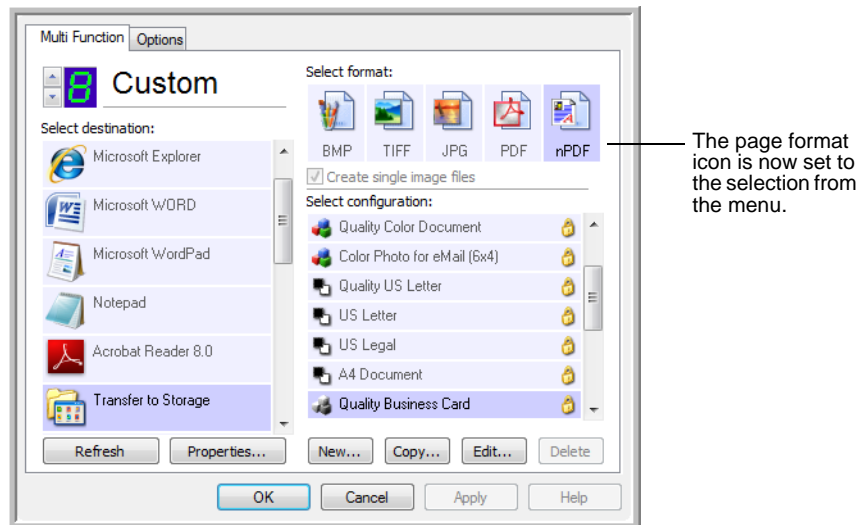 Multi Function
Options
8
Custom
Select destination:
Microsoft Explorer
Microsoft WORD
Microsoft WordPad
Notepad
Acrobat Reader 8.0
Transfer to Storage
Refresh
Properties...
Select format:
BMP
TIFF
JPG
PDF
nPDF
Create single image files
Select configuration:
Quality Color Document
Color Photo for eMail (6x4)
Quality US Letter
US Letter
US Legal
A4 Document
Quality Business Card
New...
Copy...
Edit...
Delete
OK
Cancel
Apply
Help
The page format
icon is now set to
the selection from
the menu.